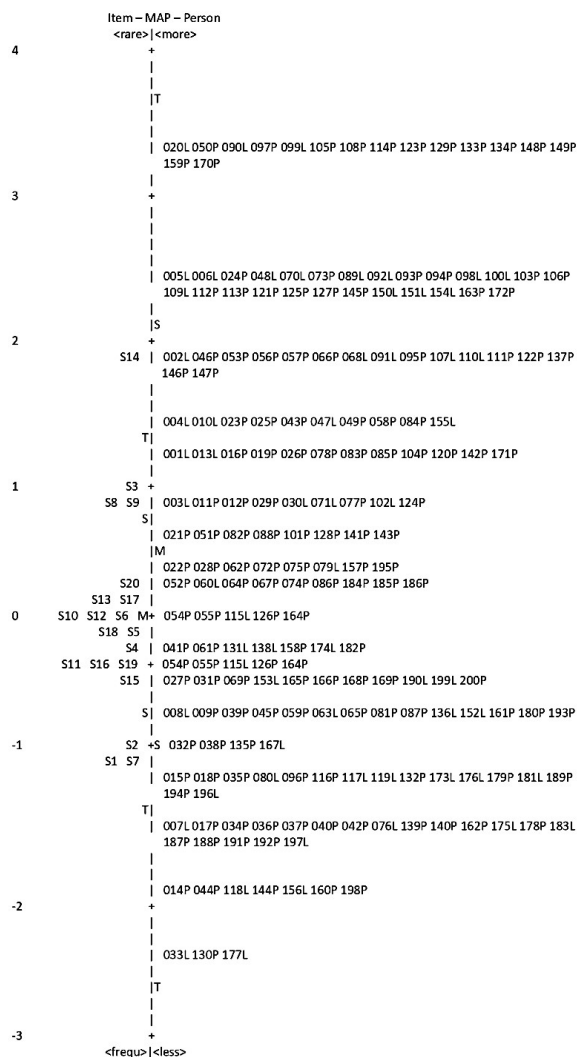 Item – MAP – Person
<rare>|<more>
4 +
|
|
|T
|
|
| 020L 050P 090L 097P 099L 105P 108P 114P 123P 129P 133P 134P 148P 149P
159P 170P
|
3 +
|
|
|
|
| 005L 006L 024P 048L 070L 073P 089L 092L 093P 094P 098L 100L 103P 106P
109L 112P 113P 121P 125P 127P 145P 150L 151L 154L 163P 172P
|
|S
2 +
S14 | 002L 046P 053P 056P 057P 066P 068L 091L 095P 107L 110L 111P 122P 137P
146P 147P
|
|
| 004L 010L 023P 025P 043P 047L 049P 058P 084P 155L
T|
| 001L 013L 016P 019P 026P 078P 083P 085P 104P 120P 142P 171P
|
1 S3 +
S8 S9 | 003L 011P 012P 029P 030L 071L 077P 102L 124P
S|
| 021P 051P 082P 088P 101P 128P 141P 143P
|M
| 022P 028P 062P 072P 075P 079L 157P 195P
S20 | 052P 060L 064P 067P 074P 086P 184P 185P 186P
S13 S17 |
0 S10 S12 S6 M+ 054P 055P 115L 126P 164P
S18 S5 |
S4 | 041P 061P 131L 138L 158P 174L 182P
S11 S16 S19 + 054P 055P 115L 126P 164P
S15 | 027P 031P 069P 153L 165P 166P 168P 169P 190L 199L 200P
|
S| 008L 009P 039P 045P 059P 063L 065P 081P 087P 136P 152L 161P 180P 193P
|
-1 S2 +S 032P 038P 135P 167L
S1 S7 |
| 015P 018P 035P 080L 096P 116P 117L 119L 132P 173L 176L 179P 181L 189P
194P 196L
T|
| 007L 017P 034P 036P 037P 040P 042P 076L 139P 140P 162P 175L 178P 183L
187P 188P 191P 192P 197L
|
|
| 014P 044P 118L 144P 156L 160P 198P
-2 +
|
|
| 033L 130P 177L
|
|T
|
|
-3 +
<frequ>|<less>